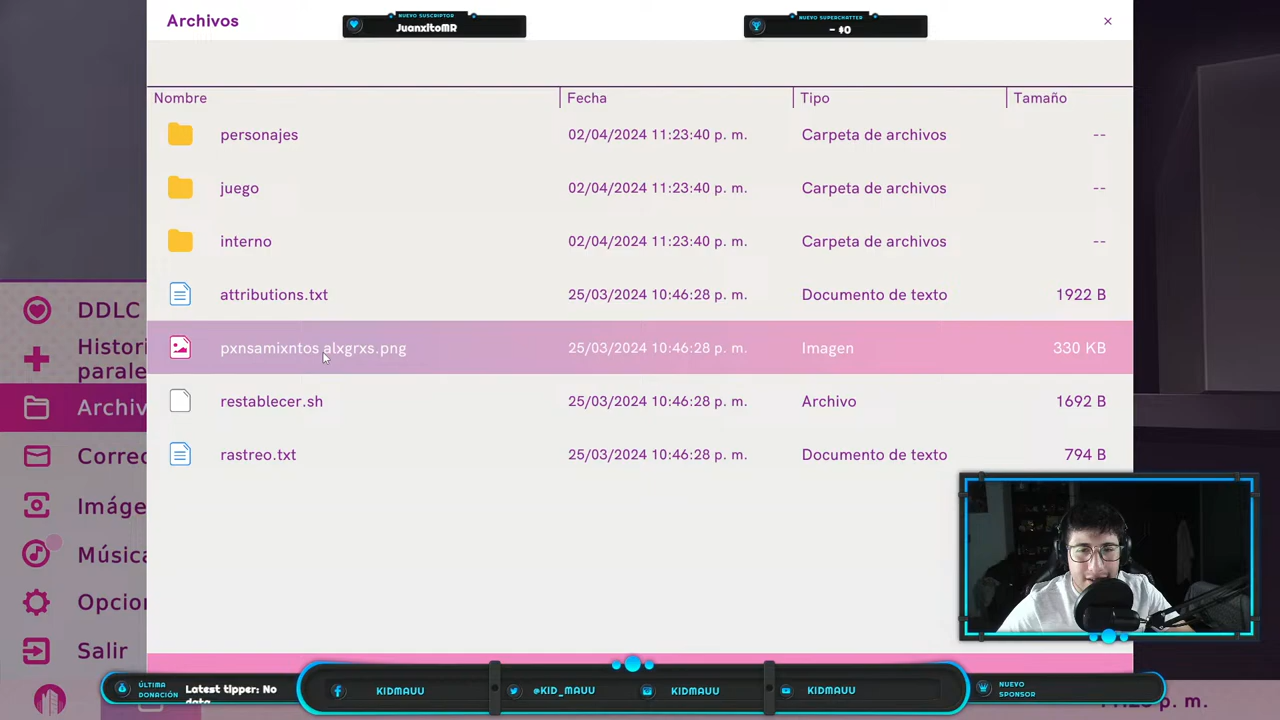 Archivos
NUEVO SUSCRIPTOR
JuanxitoMR
NUEVO SUPERCHATTER
- $0
×
Nombre
Fecha
Tipo
Tamaño
personajes
02/04/2024 11:23:40 p. m.
Carpeta de archivos
--
juego
02/04/2024 11:23:40 p. m.
Carpeta de archivos
--
interno
02/04/2024 11:23:40 p. m.
Carpeta de archivos
--
attributions.txt
25/03/2024 10:46:28 p. m.
Documento de texto
1922 B
pxnsamixntos alxgrxs.png
25/03/2024 10:46:28 p. m.
Imagen
330 KB
restablecer.sh
25/03/2024 10:46:28 p. m.
Archivo
1692 B
rastreo.txt
25/03/2024 10:46:28 p. m.
Documento de texto
794 B
DDLC
Histori
paralel
Archiv
Correo
Imáge
Música
Opcion
Salir
ÚLTIMA
DONACIÓN
Latest tipper: No
data
KIDMAUU
@KID_MAUU
KIDMAUU
KIDMAUU
NUEVO
SPONSOR
p. m.